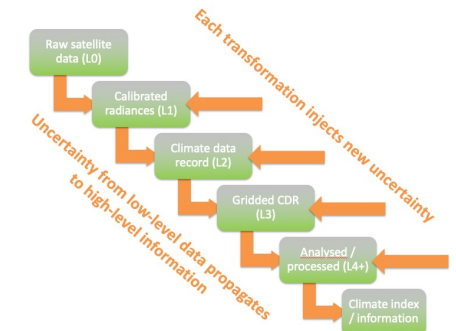 Raw satellite
data (L0)
Each transformation injects new uncertainty
Calibrated
radiances (L1)
Uncertainty from low-level data propagates
to high-level information
Climate data
record (L2)
Gridded CDR
(L3)
Analysed /
processed (L4+)
Climate index
/ information